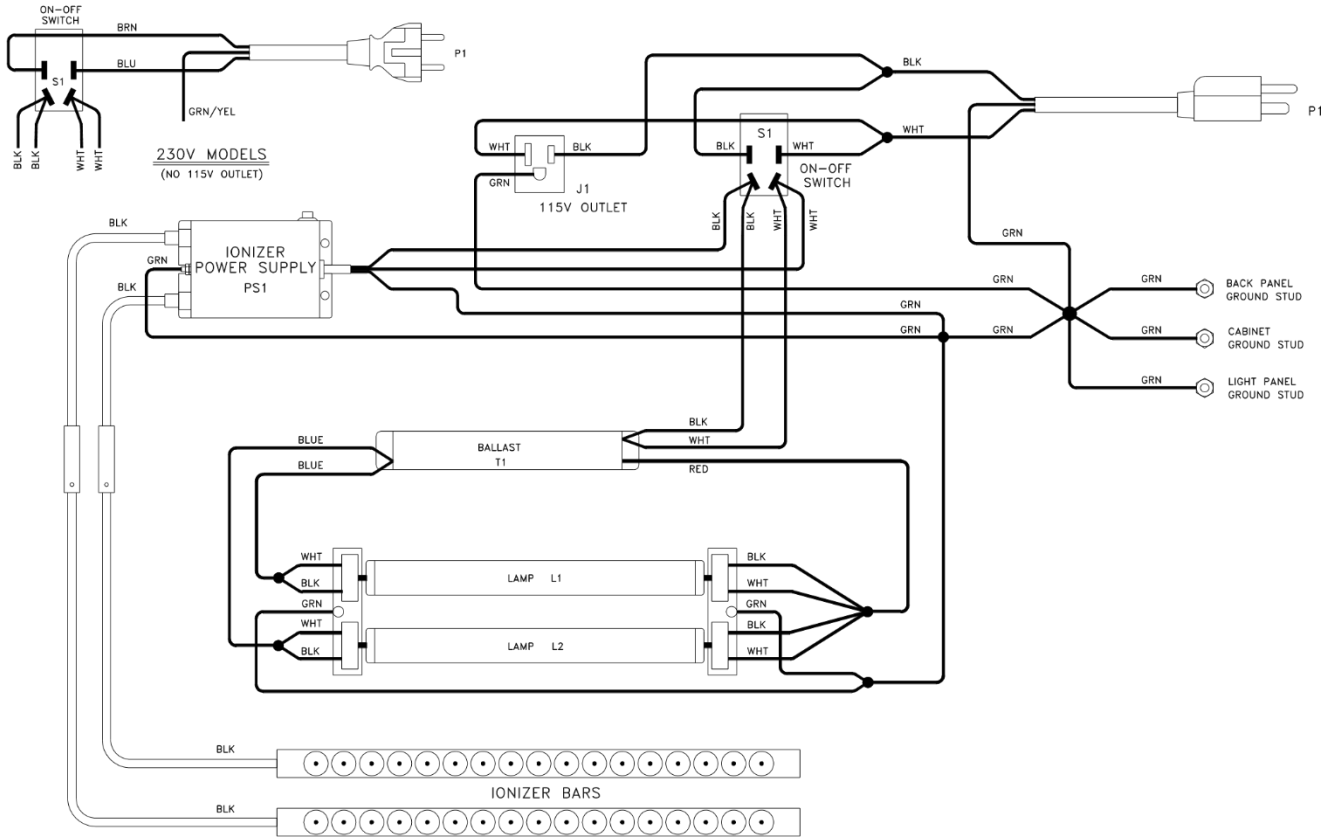 ON-OFF
SWITCH
BRN
BLU
S1
P1
GRN/YEL
BLK
BLK
WHT
WHT
230V MODELS
(NO 115V OUTLET)
BLK
WHT
P1
WHT
BLK
GRN
J1
115V OUTLET
S1
BLK
WHT
ON-OFF
SWITCH
BLK
BLK
WHT
WHT
BLK
GRN
BLK
IONIZER
POWER SUPPLY
PS1
GRN
GRN
GRN
GRN
GRN
GRN
BACK PANEL
GROUND STUD
GRN
CABINET
GROUND STUD
GRN
LIGHT PANEL
GROUND STUD
BLUE
BLUE
BALLAST
T1
BLK
WHT
RED
WHT
BLK
GRN
WHT
BLK
LAMP L1
LAMP L2
BLK
WHT
GRN
BLK
WHT
BLK
IONIZER BARS
BLK